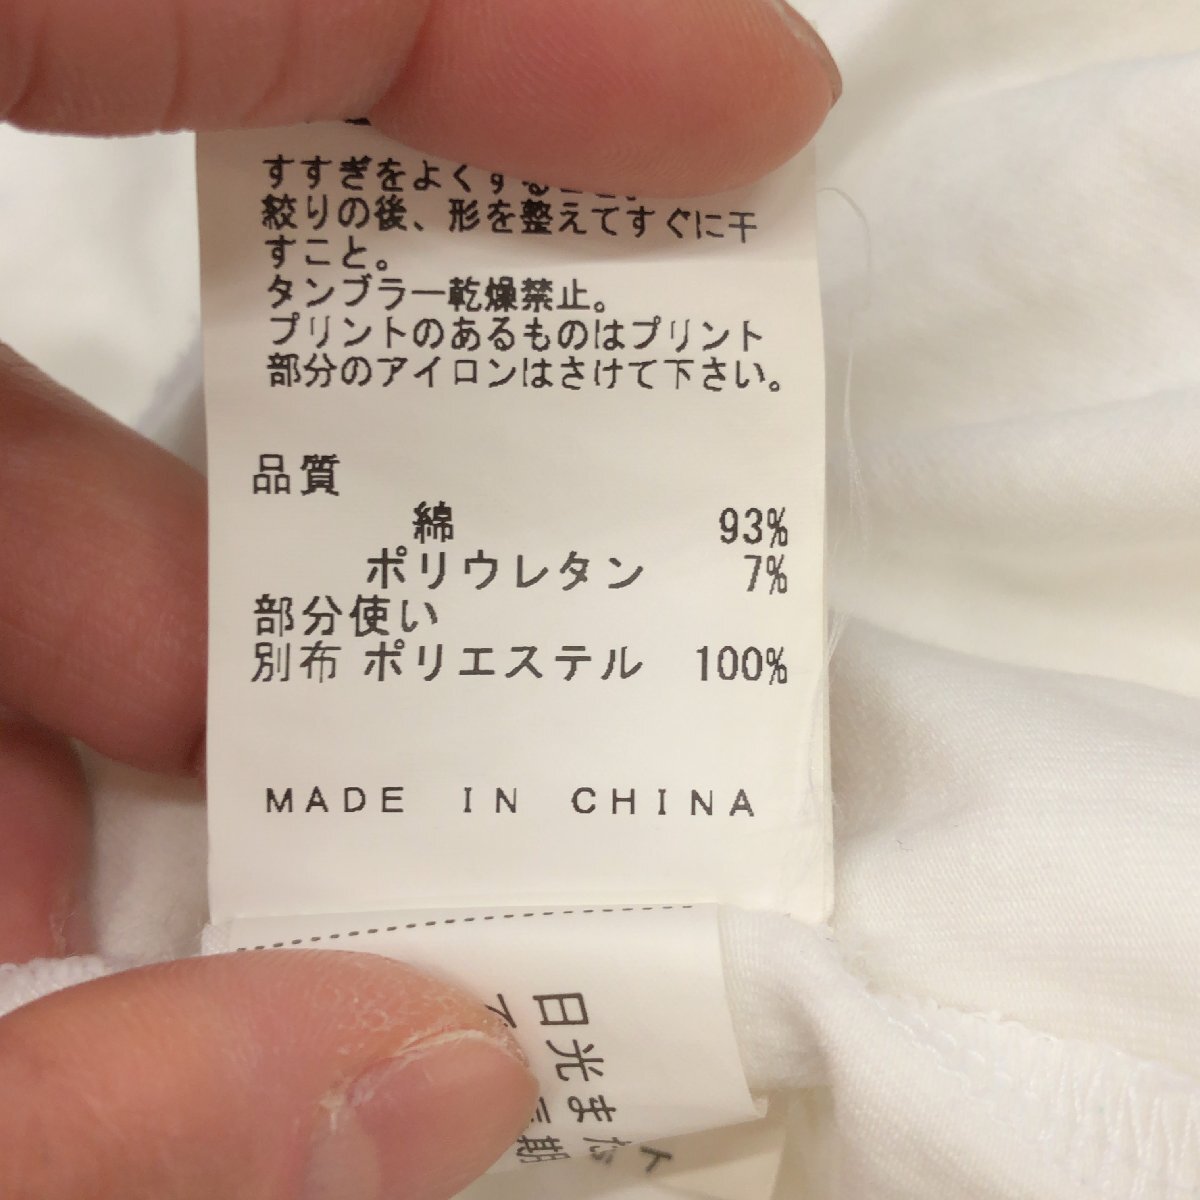 すすぎをよくすること。
絞りの後、形を整えてすぐに干
すこと。
タンブラー乾燥禁止。
プリントのあるものはプリント
部分のアイロンはさけて下さい。
品質
綿 93%
ポリウレタン 7%
部分使い
別布 ポリエステル 100%
MADE IN CHINA
日光ま